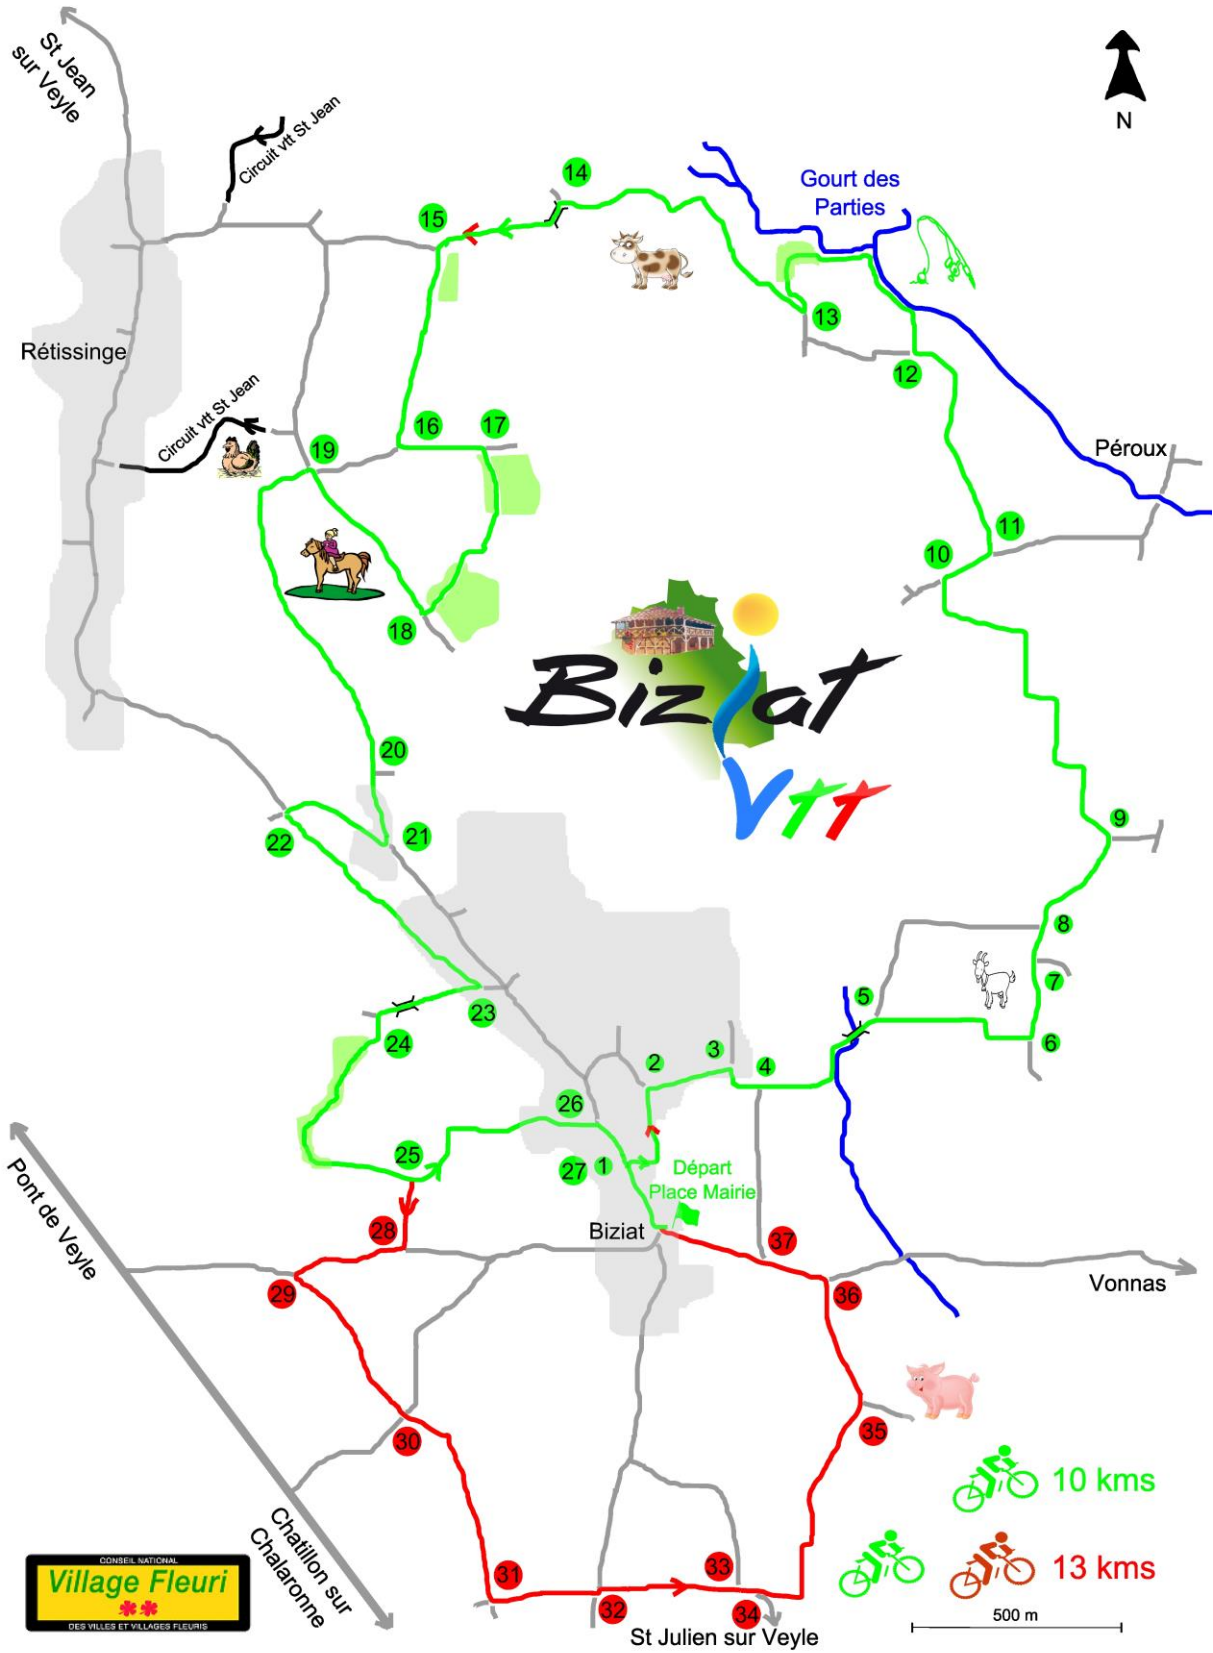 St Jean
sur Veyle
Circuit vtt St Jean
N
Gourt des
Parties
14
15
13
12
Rétissinge
Circuit vtt St Jean
16
17
19
Péroux
11
10
18
Biziat
Vtt
20
21
22
9
8
7
5
6
23
24
3
2
4
26
25
27
1
Départ
Place Mairie
Pont de Veyle
28
Biziat
37
29
36
Vonnas
30
35
10 kms
Chatillon sur
Chalaronne
13 kms
31
33
32
34
St Julien sur Veyle
500 m
CONSEIL NATIONAL
Village Fleuri
DES VILLES ET VILLAGES FLEURIS